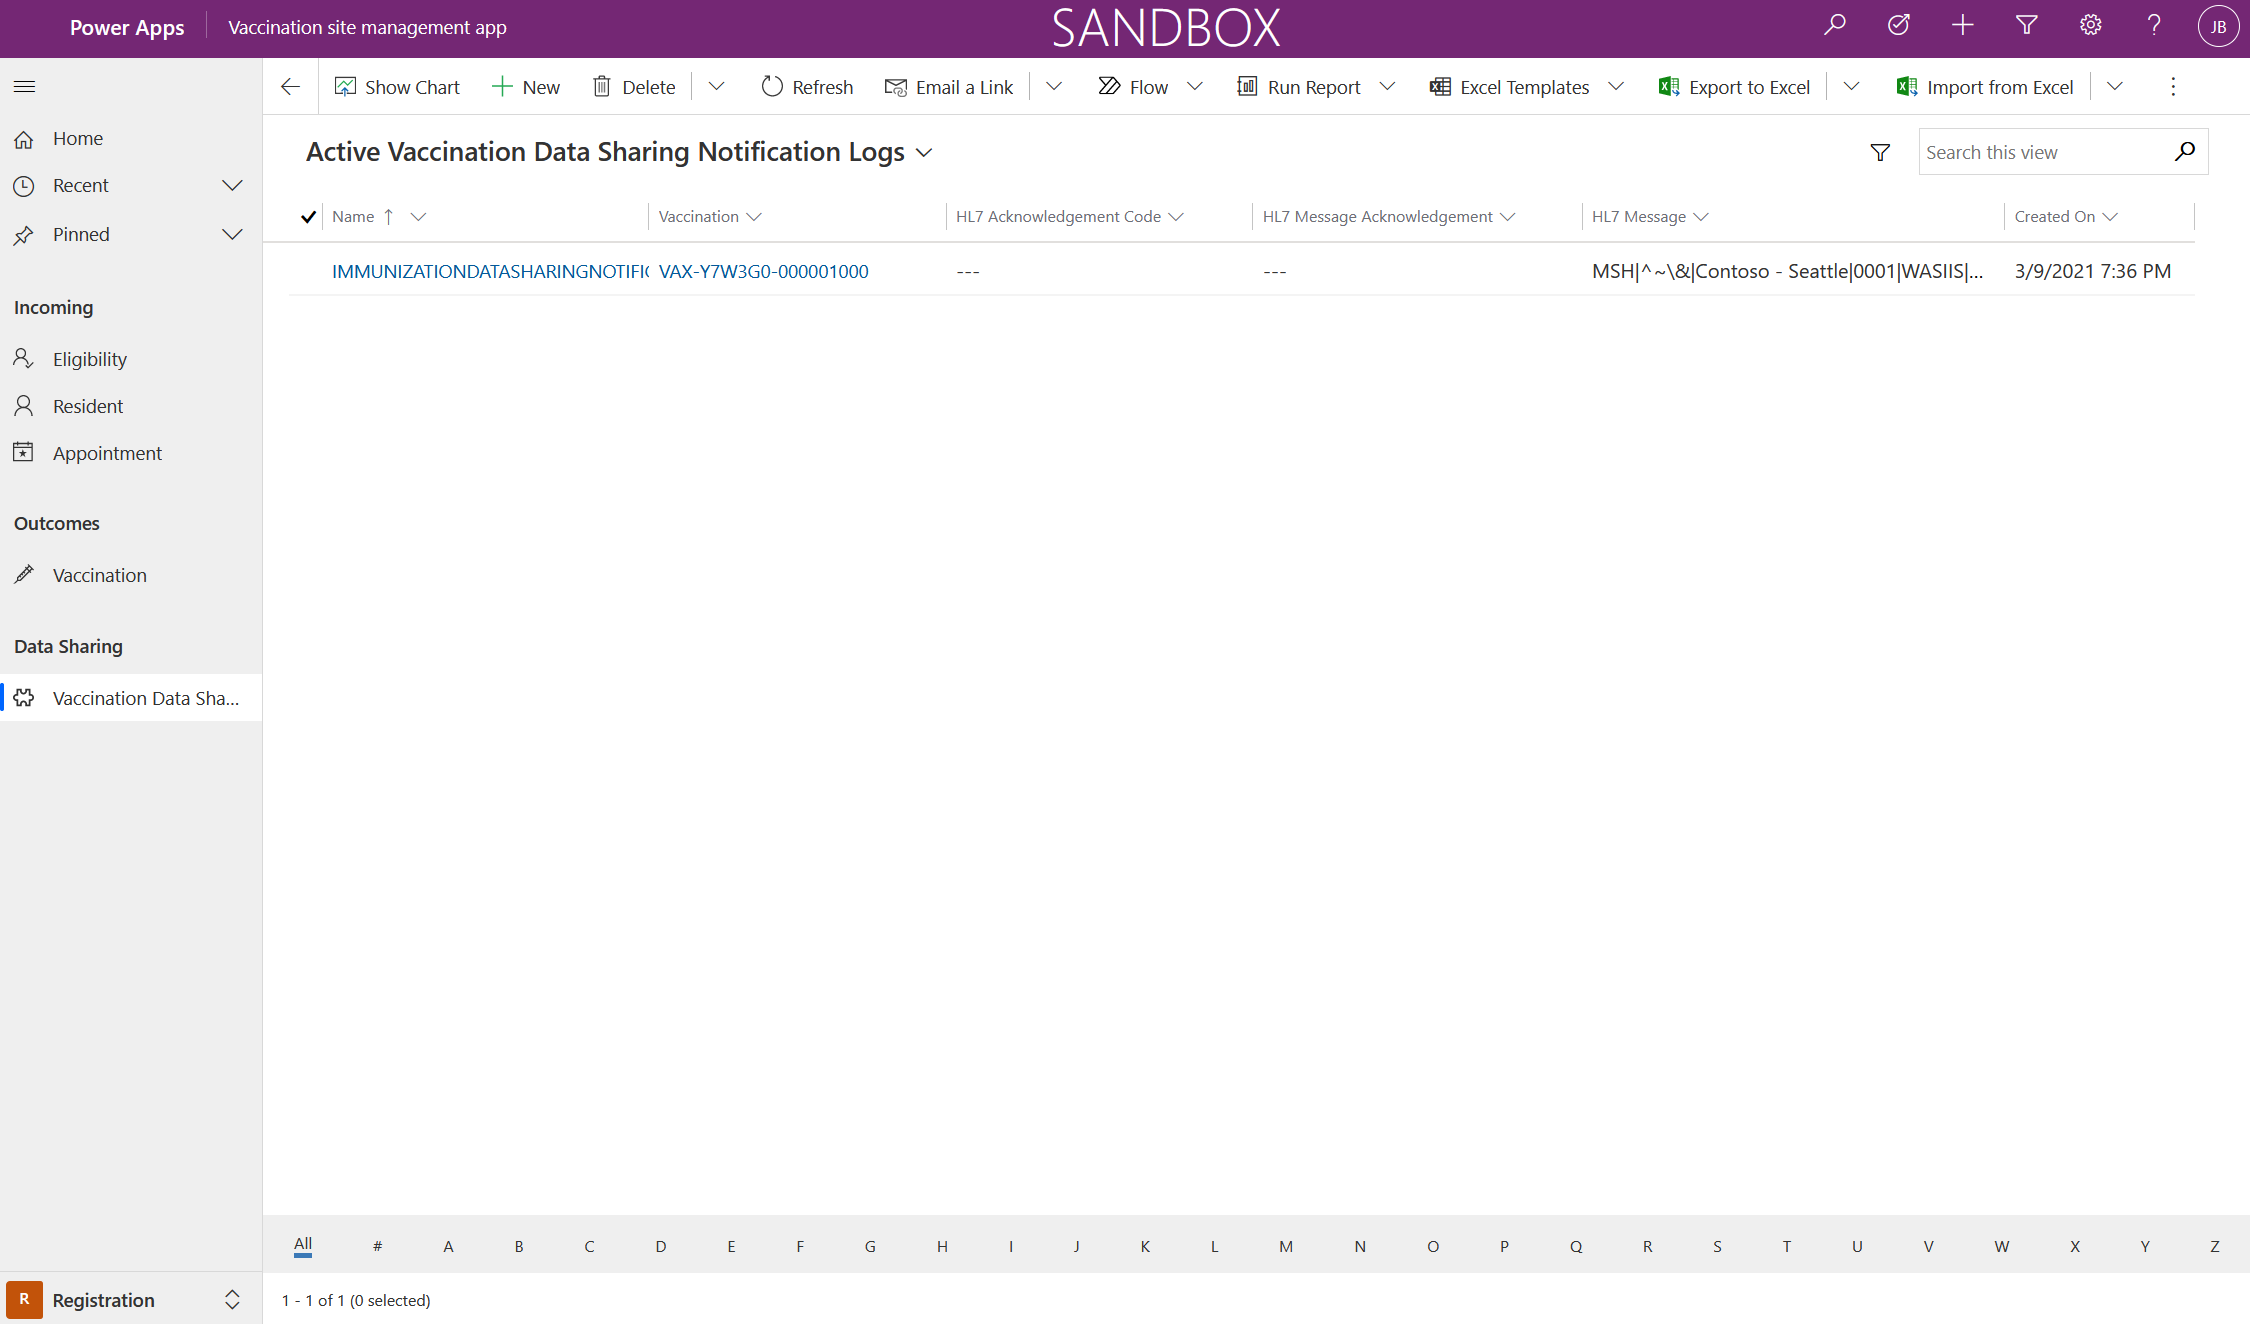 Power Apps
Vaccination site management app
SANDBOX
JB
Show Chart
New
Delete
Refresh
Email a Link
Flow
Run Report
Excel Templates
Export to Excel
Import from Excel
Home
Recent
Pinned
Incoming
Eligibility
Resident
Appointment
Outcomes
Vaccination
Data Sharing
Vaccination Data Sha...
R
Registration
Active Vaccination Data Sharing Notification Logs
Search this view
Name
Vaccination
HL7 Acknowledgement Code
HL7 Message Acknowledgement
HL7 Message
Created On
IMMUNIZATIONDATASHARINGNOTIFI
VAX-Y7W3G0-000001000
---
---
MSH|^~\&|Contoso - Seattle|0001|WASIIS|...
3/9/2021 7:36 PM
All # A B C D E F G H I J K L M N O P Q R S T U V W X Y Z
1 - 1 of 1 (0 selected)